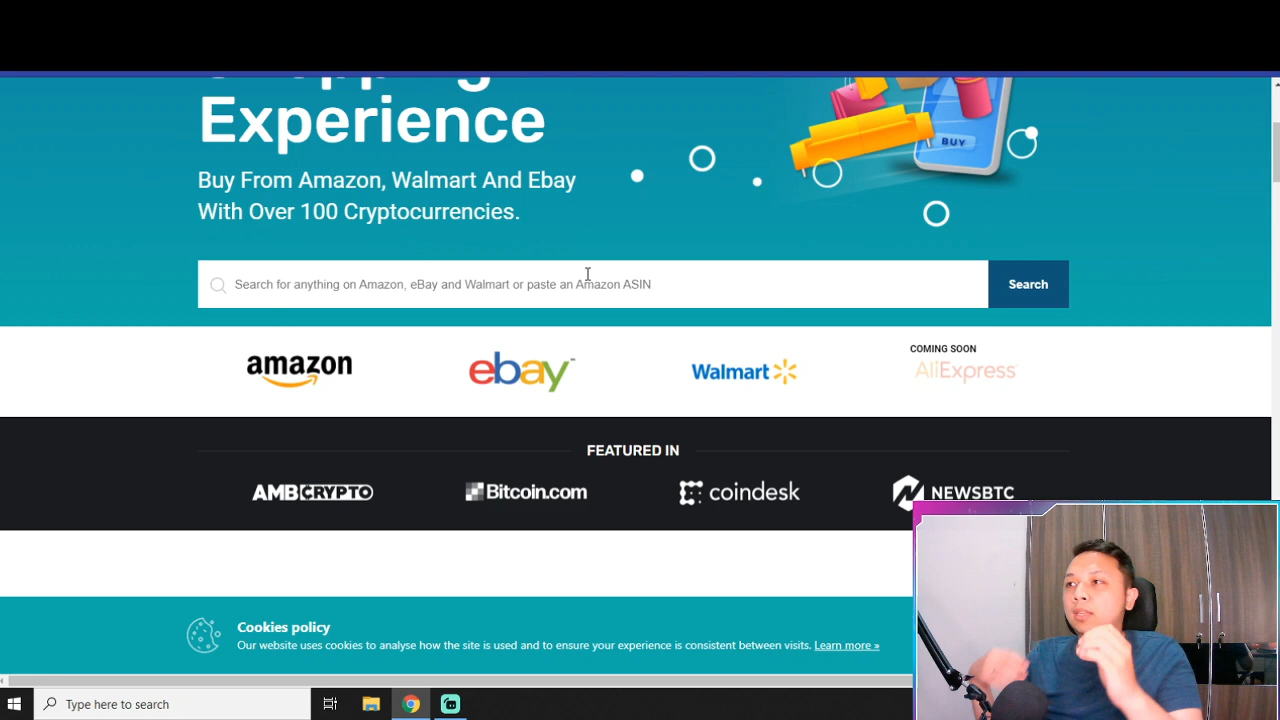 Experience
BUY
Buy From Amazon, Walmart And Ebay
With Over 100 Cryptocurrencies.
Search for anything on Amazon, eBay and Walmart or paste an Amazon ASIN
Search
amazon
ebay™
Walmart
COMING SOON
AliExpress
FEATURED IN
AMBCRYPTO
Bitcoin.com
coindesk
NEWSBTC
Cookies policy
Our website uses cookies to analyse how the site is used and to ensure your experience is consistent between visits. Learn more »
Type here to search